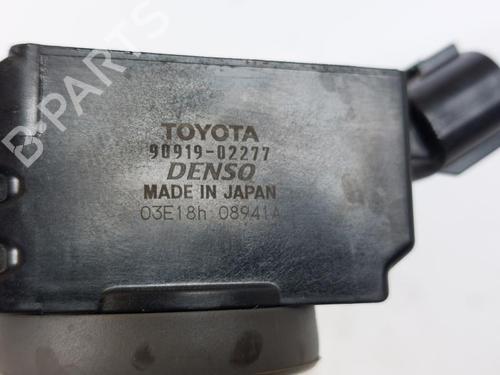 B-PARTS
TOYOTA
90919-02277
DENSO
MADE IN JAPAN
03E18h 08941A